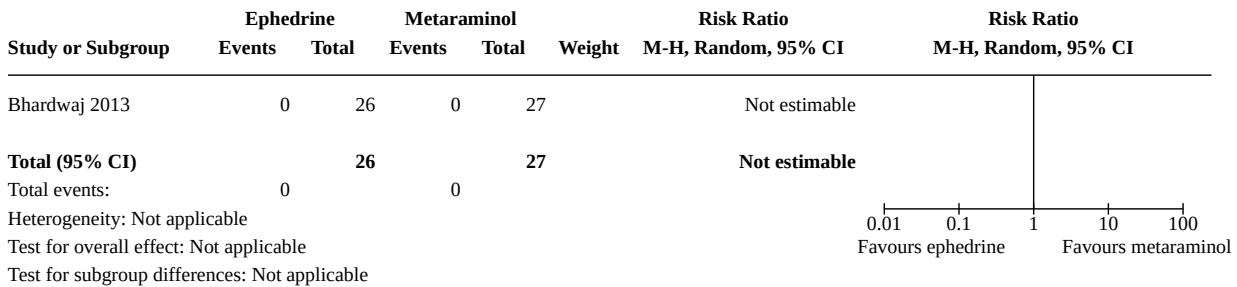 Ephedrine Metaraminol Risk Ratio Risk Ratio
Study or Subgroup Events Total Events Total Weight M-H, Random, 95% CI M-H, Random, 95% CI
Bhardwaj 2013 0 26 0 27 Not estimable
Total (95% CI) 26 27 Not estimable
Total events: 0 0
Heterogeneity: Not applicable
0.01 0.1 1 10 100
Test for overall effect: Not applicable Favours ephedrine Favours metaraminol
Test for subgroup differences: Not applicable